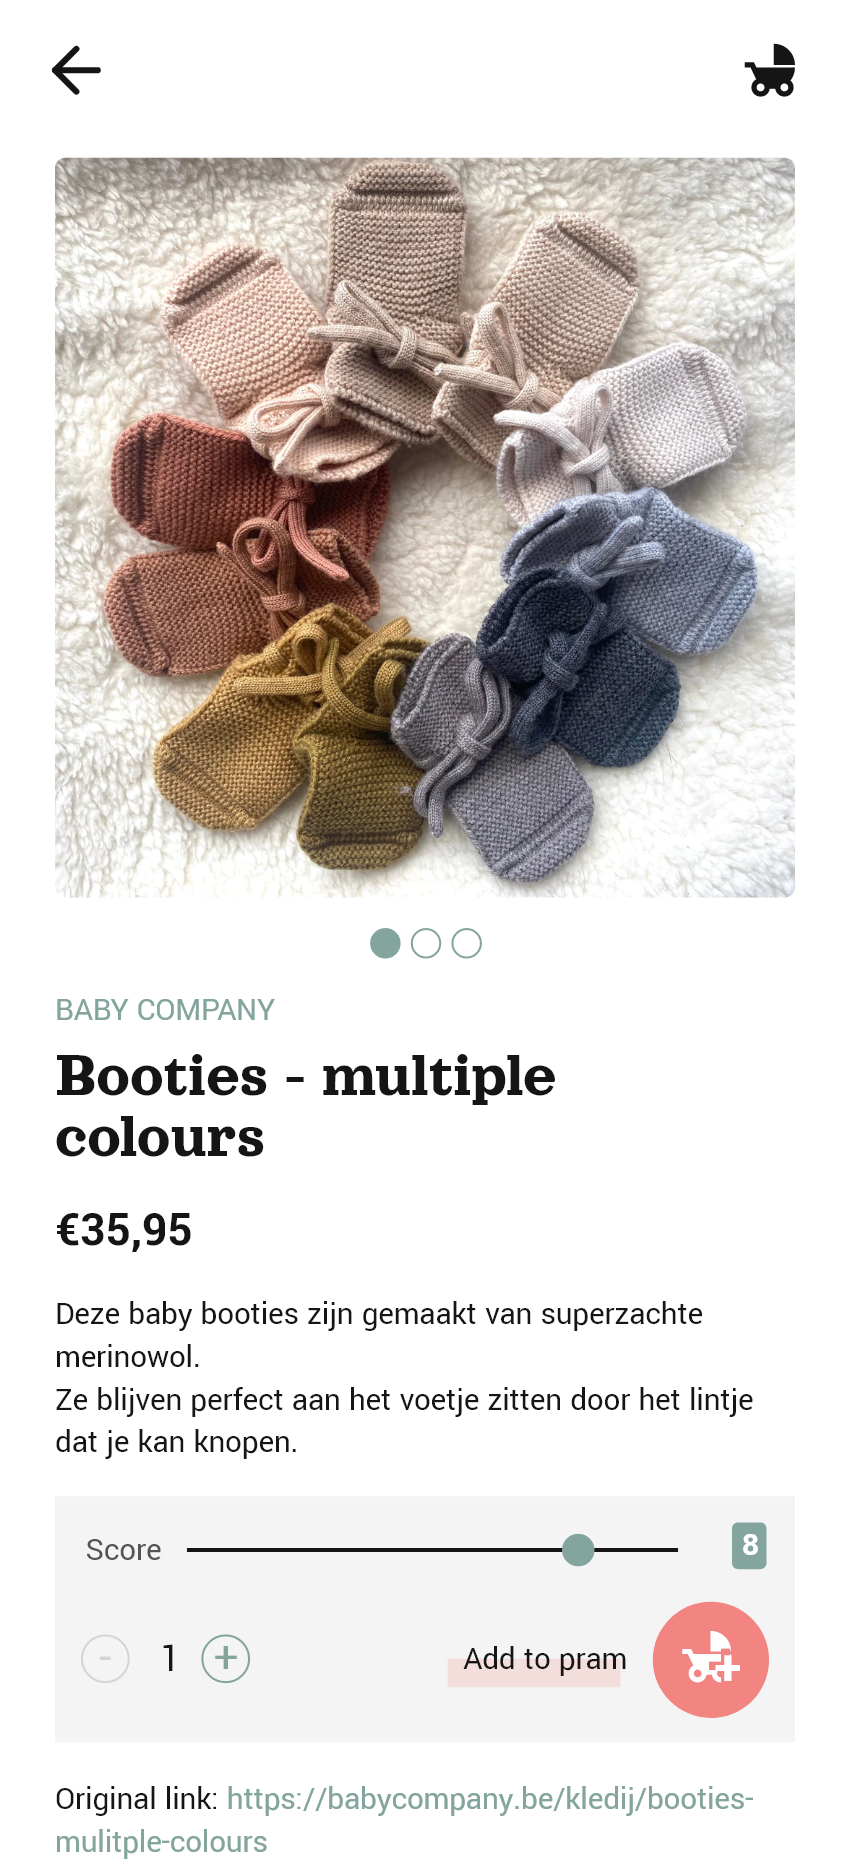 BABY COMPANY
Booties - multiple
colours
€35,95
Deze baby booties zijn gemaakt van superzachte
merinowol.
Ze blijven perfect aan het voetje zitten door het lintje
dat je kan knopen.
Score 8
- 1 + Add to pram
Original link: https://babycompany.be/kledij/booties-
mulitple-colours